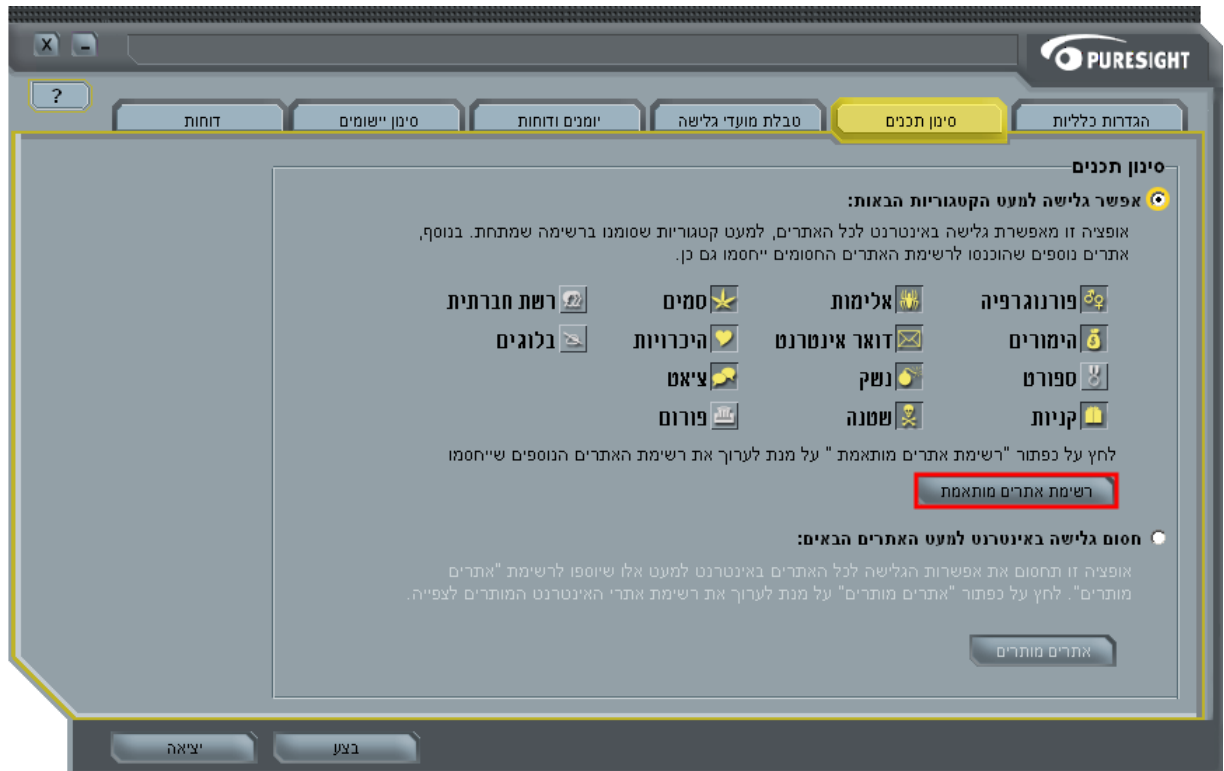 X
-
PURESIGHT
?
הגדרות כלליות
סינון תכנים
טבלת מועדי גלישה
יומנים ודוחות
סינון יישומים
דוחות
סינון תכנים
אפשר גלישה למעט הקטגוריות הבאות:
אופציה זו מאפשרת גלישה באינטרנט לכל האתרים, למעט קטגוריות שסומנו ברשימה שמתחת. בנוסף,
אתרים נוספים שהוכנסו לרשימת האתרים החסומים ייחסמו גם כן.
פורנוגרפיה אלימות סמים רשת חברתית
הימורים דואר אינטרנט היכרויות בלוגים
ספורט נשק צ'אט
קניות שטנה פורום
לחץ על כפתור "רשימת אתרים מותאמת " על מנת לערוך את רשימת האתרים הנוספים שייחסמו
רשימת אתרים מותאמת
חסום גלישה באינטרנט למעט האתרים הבאים:
אופציה זו תחסום את אפשרות הגלישה לכל האתרים באינטרנט למעט אלו שיוספו לרשימת "אתרים
מותרים". לחץ על כפתור "אתרים מותרים" על מנת לערוך את רשימת אתרי האינטרנט המותרים לצפייה.
אתרים מותרים
בצע
יציאה